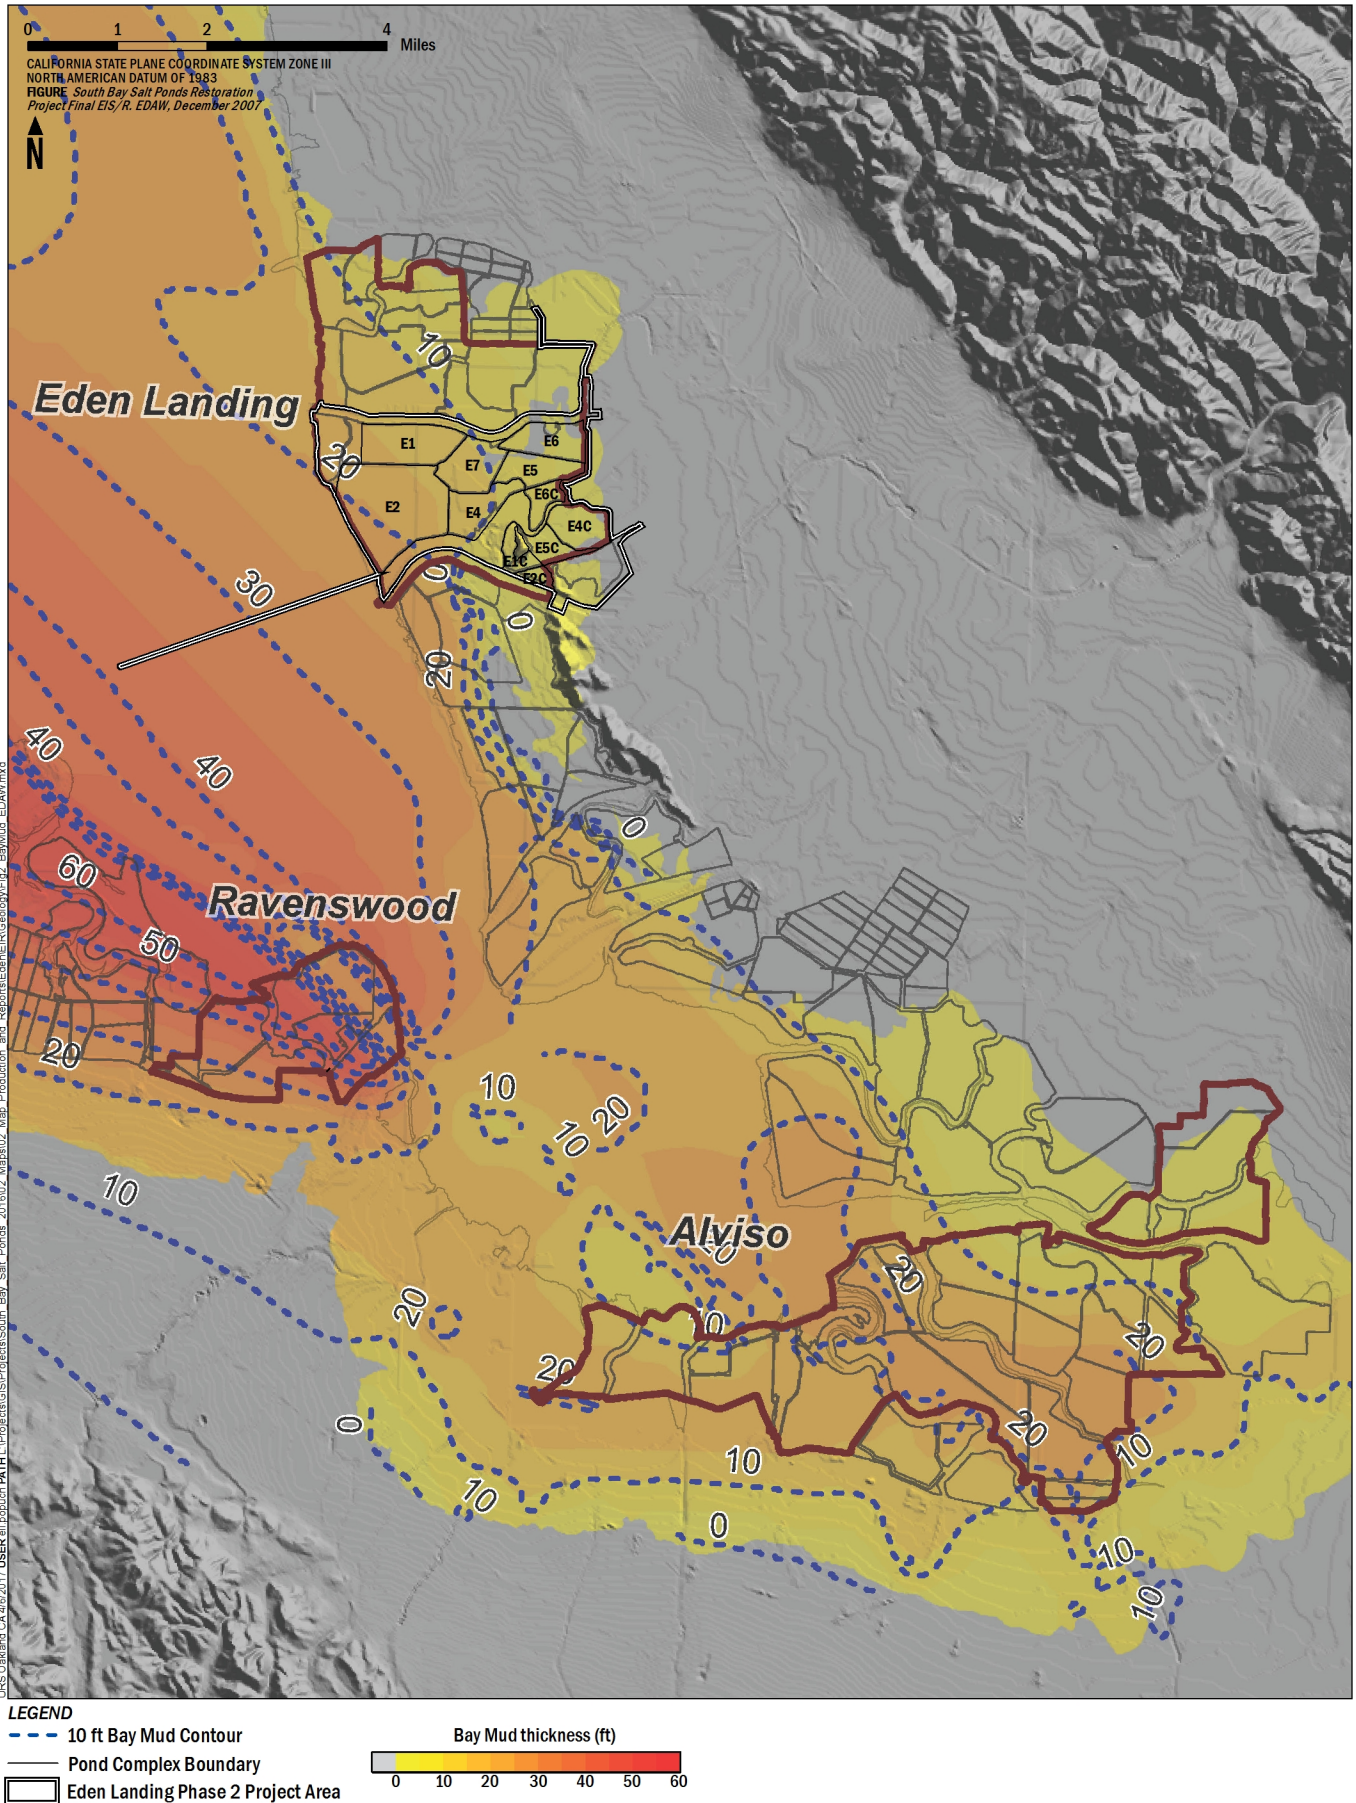 0 1 2 4 Miles
CALIFORNIA STATE PLANE COORDINATE SYSTEM ZONE III
NORTH AMERICAN DATUM OF 1983
FIGURE South Bay Salt Ponds Restoration
Project Final EIS/R. EDAW, December 2007
N
10
Eden Landing
E1
E6
20
E7
E5
E6C
E2
E4
E4C
E5C
E1C
E2C
0
30
0
20
40
40
0
60
Ravenswood
50
20
10
20
10
10
Alviso
20
20
20
20
10
0
20
10
10
10
0
10
10
LEGEND
10 ft Bay Mud Contour
Pond Complex Boundary
Eden Landing Phase 2 Project Area
Bay Mud thickness (ft)
0 10 20 30 40 50 60